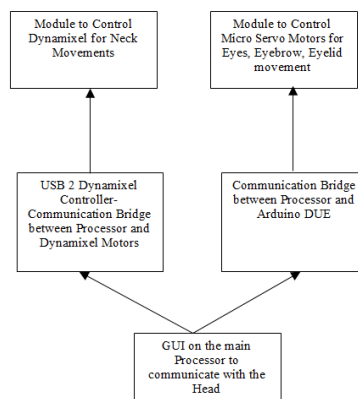 Module to Control
Dynamixel for Neck
Movements
Module to Control
Micro Servo Motors for
Eyes, Eyebrow, Eyelid
movement
USB 2 Dynamixel
Controller-
Communication Bridge
between Processor and
Dynamixel Motors
Communication Bridge
between Processor and
Arduino DUE
GUI on the main
Processor to
communicate with the
Head